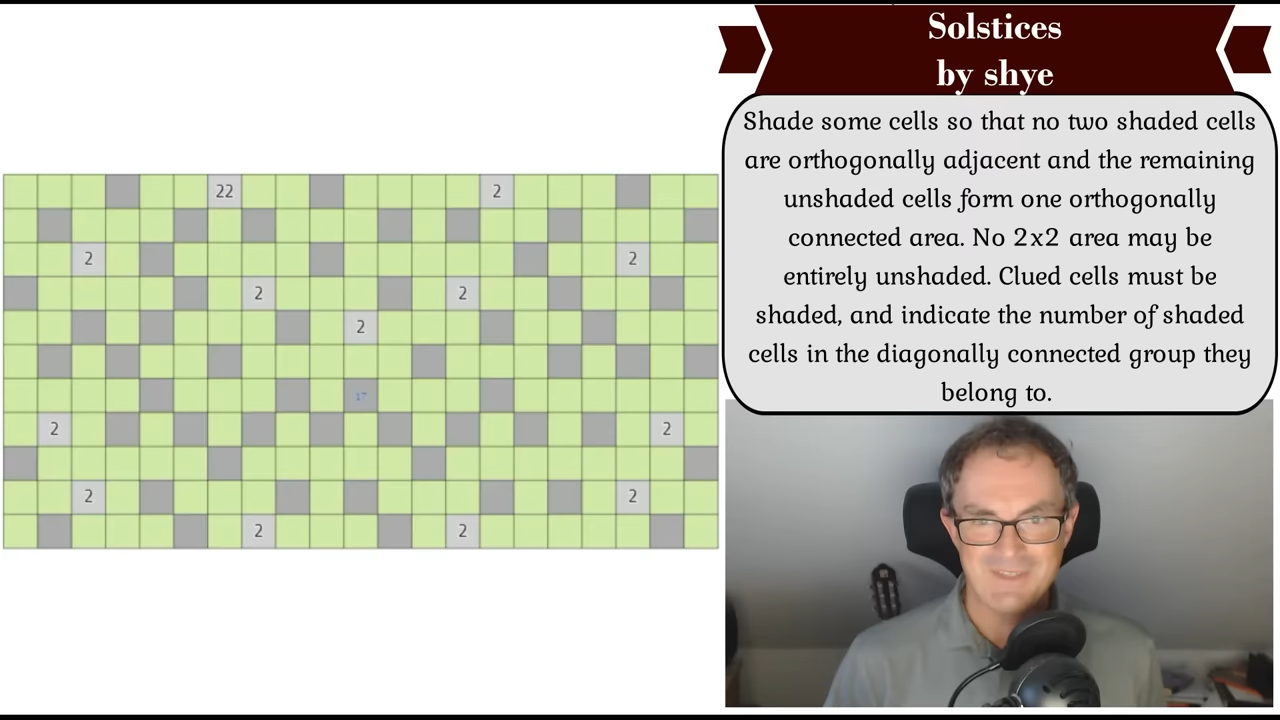 Solstices
by shye
Shade some cells so that no two shaded cells
are orthogonally adjacent and the remaining
unshaded cells form one orthogonally
connected area. No 2x2 area may be
entirely unshaded. Clued cells must be
shaded, and indicate the number of shaded
cells in the diagonally connected group they
belong to.
22 2
2 2
2 2
2
2 2
2 2
2 2